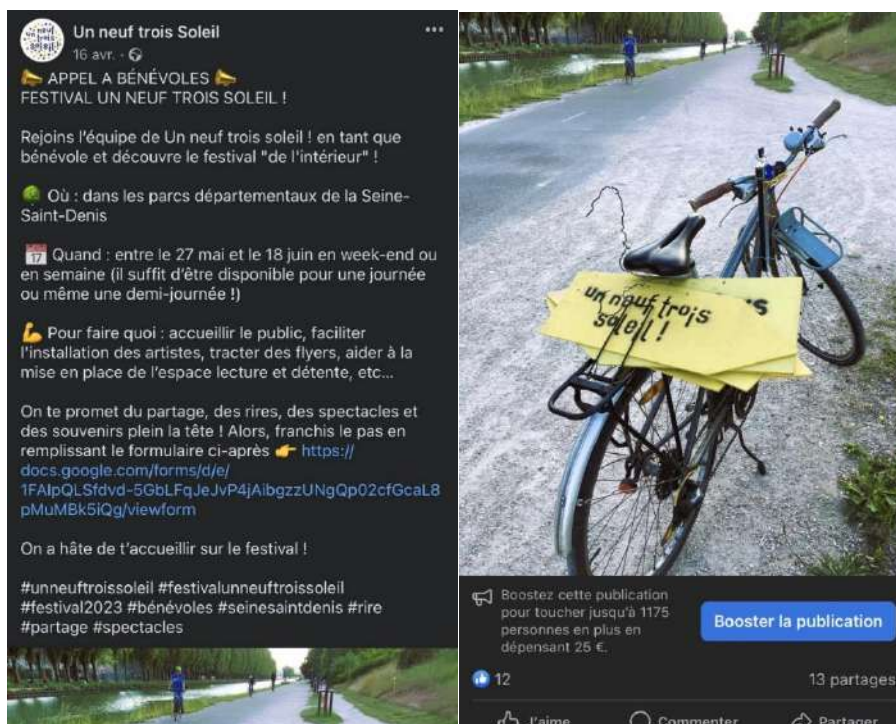 un neuf
trois
soleil!
Un neuf trois Soleil
16 avr. ·
APPEL A BÉNÉVOLES
FESTIVAL UN NEUF TROIS SOLEIL !
Rejoins l'équipe de Un neuf trois soleil ! en tant que
bénévole et découvre le festival "de l'intérieur" !
Où : dans les parcs départementaux de la Seine-
Saint-Denis
17
Quand : entre le 27 mai et le 18 juin en week-end ou
en semaine (il suffit d'être disponible pour une journée
ou même une demi-journée !)
Pour faire quoi : accueillir le public, faciliter
l'installation des artistes, tracter des flyers, aider à la
mise en place de l'espace lecture et détente, etc...
On te promet du partage, des rires, des spectacles et
des souvenirs plein la tête ! Alors, franchis le pas en
remplissant le formulaire ci-après 👉 https://
docs.google.com/forms/d/e/
1FAIpQLSfdvd-5GbLFqJeJvP4jAibgzzUNgQp02cfGcaL8
pMuMBk5iQg/viewform
On a hâte de t'accueillir sur le festival !
#unneuftroissoleil #festivalunneuftroissoleil
#festival2023 #bénévoles #seinesaintdenis #rire
#partage #spectacles
un neuf trois
soleil !
Boostez cette publication
pour toucher jusqu'à 1175
personnes en plus en
dépensant 25 €.
Booster la publication
12
13 partages
J'aime
Commenter
Partager